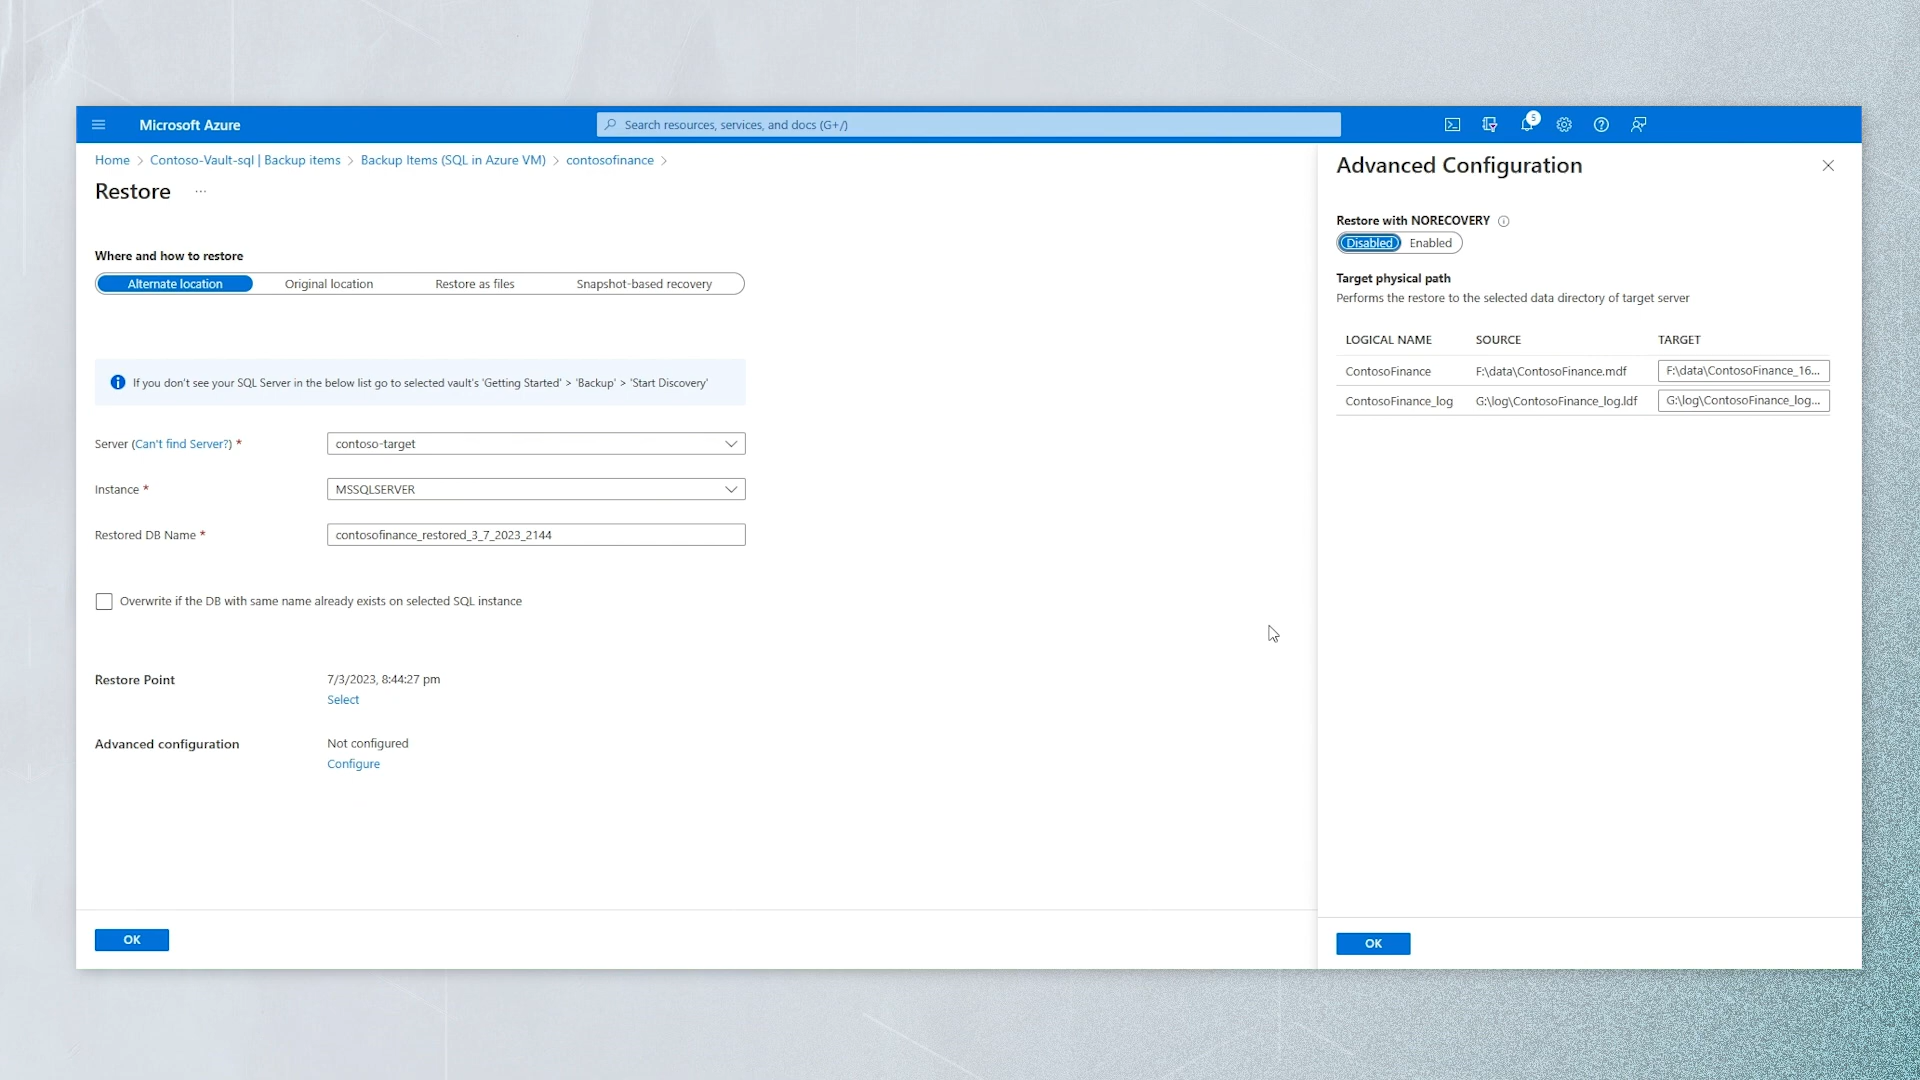 Microsoft Azure
Search resources, services, and docs (G+/)
5
Home > Contoso-Vault-sql | Backup items > Backup Items (SQL in Azure VM) > contosofinance >
Restore ...
Where and how to restore
Alternate location
Original location
Restore as files
Snapshot-based recovery
If you don't see your SQL Server in the below list go to selected vault's 'Getting Started' > 'Backup' > 'Start Discovery'
Server (Can't find Server?) *
contoso-target
Instance *
MSSQLSERVER
Restored DB Name *
contosofinance_restored_3_7_2023_2144
Overwrite if the DB with same name already exists on selected SQL instance
Restore Point
7/3/2023, 8:44:27 pm
Select
Advanced configuration
Not configured
Configure
OK
Advanced Configuration
Restore with NORECOVERY
Disabled
Enabled
Target physical path
Performs the restore to the selected data directory of target server
LOGICAL NAME SOURCE TARGET
ContosoFinance F:\data\ContosoFinance.mdf F:\data\ContosoFinance_16...
ContosoFinance_log G:\log\ContosoFinance_log.ldf G:\log\ContosoFinance_log...
OK